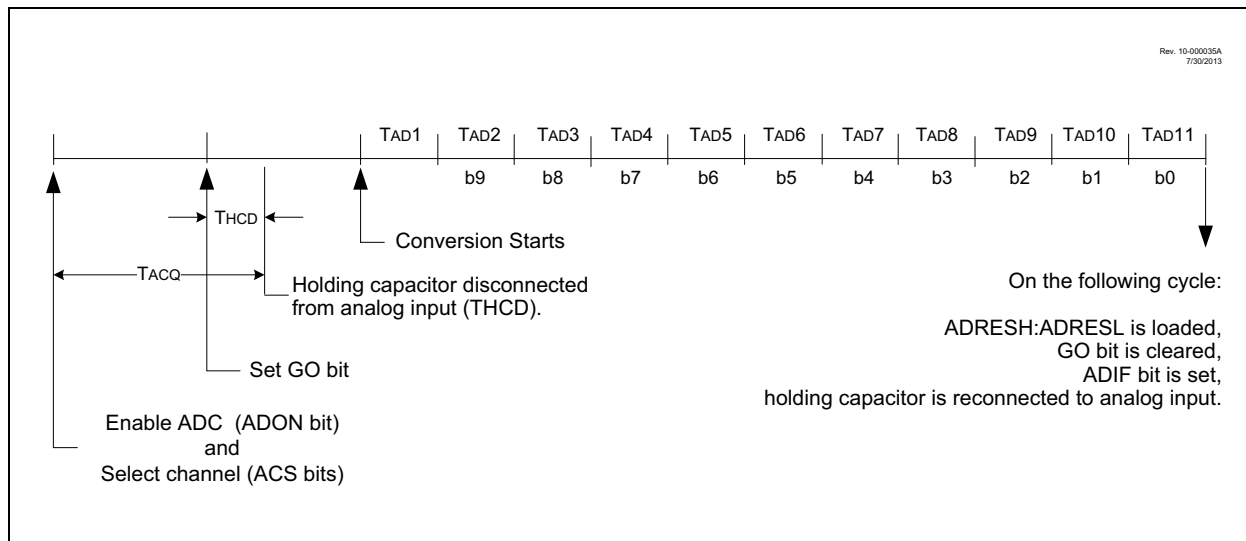 Rev. 10-000035A
7/30/2013
TAD1 TAD2 TAD3 TAD4 TAD5 TAD6 TAD7 TAD8 TAD9 TAD10 TAD11
b9 b8 b7 b6 b5 b4 b3 b2 b1 b0
THCD
Conversion Starts
TACQ
Holding capacitor disconnected
from analog input (THCD).
On the following cycle:
ADRESH:ADRESL is loaded,
GO bit is cleared,
ADIF bit is set,
holding capacitor is reconnected to analog input.
Set GO bit
Enable ADC (ADON bit)
and
Select channel (ACS bits)